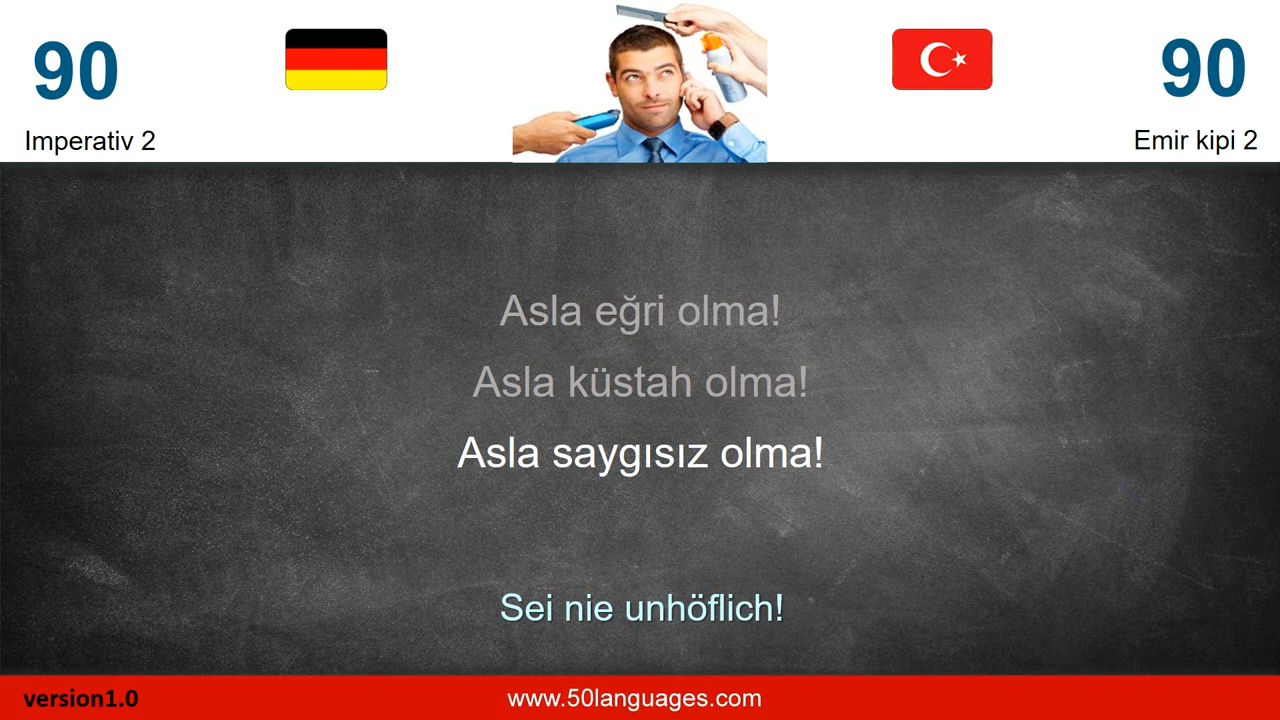 90
90
Imperativ 2
Emir kipi 2
Asla eğri olma!
Asla küstah olma!
Asla saygısız olma!
Sei nie unhöflich!
version1.0
www.50languages.com